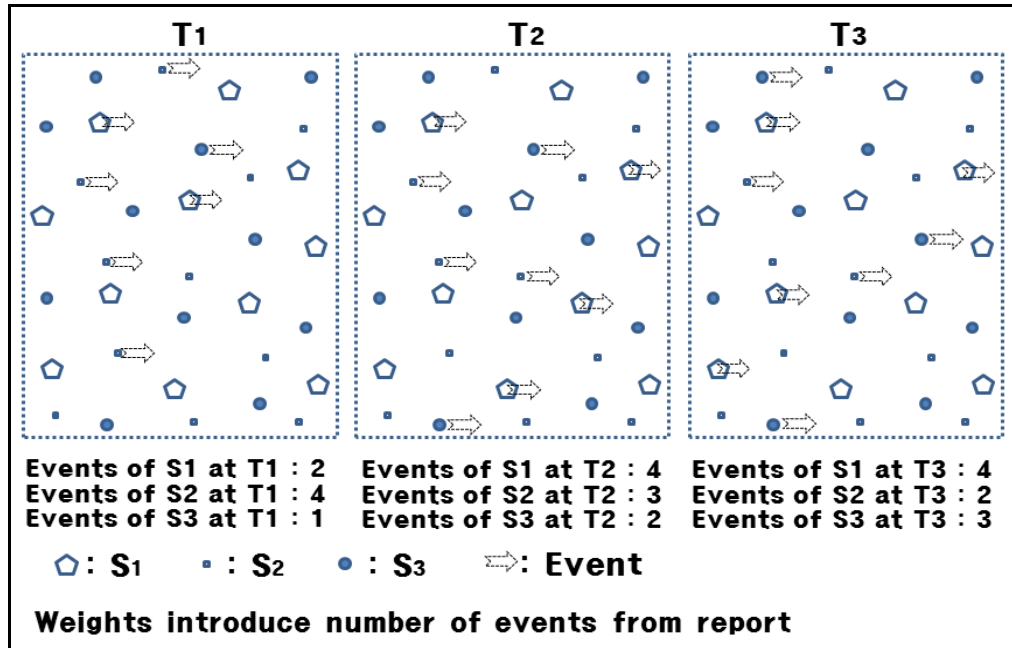 T1 T2 T3
Events of S1 at T1 : 2 Events of S1 at T2 : 4 Events of S1 at T3 : 4
Events of S2 at T1 : 4 Events of S2 at T2 : 3 Events of S2 at T3 : 2
Events of S3 at T1 : 1 Events of S3 at T2 : 2 Events of S3 at T3 : 3
: S1 : S2 : S3 : Event
Weights introduce number of events from report